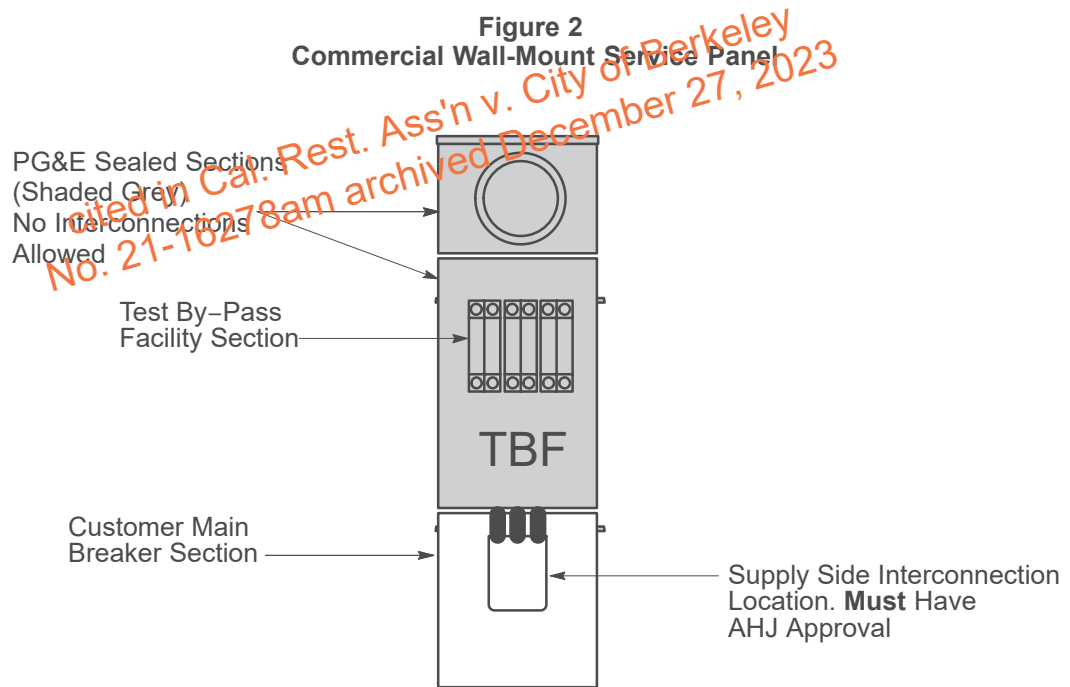 Figure 2
Commercial Wall-Mount Service Panel
cited in Cal. Rest. Ass'n v. City of Berkeley
No. 21-16278am archived December 27, 2023
PG&E Sealed Sections
(Shaded Grey)
No Interconnections
Allowed
Test By-Pass
Facility Section
TBF
Customer Main
Breaker Section
Supply Side Interconnection
Location. Must Have
AHJ Approval